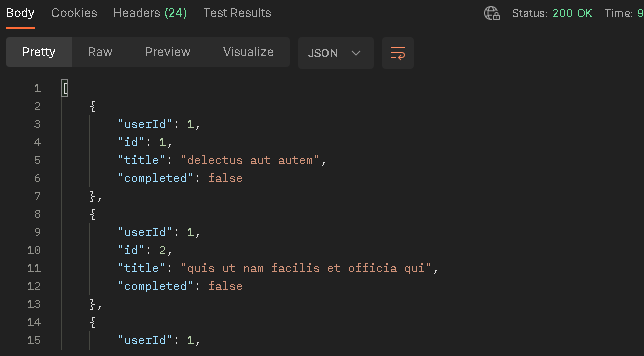 Body Cookies Headers (24) Test Results Status: 200 OK Time: 9
Pretty Raw Preview Visualize JSON
1 [
2 {
3 "userId": 1,
4 "id": 1,
5 "title": "delectus aut autem",
6 "completed": false
7 },
8 {
9 "userId": 1,
10 "id": 2,
11 "title": "quis ut nam facilis et officia qui",
12 "completed": false
13 },
14 {
15 "userId": 1,